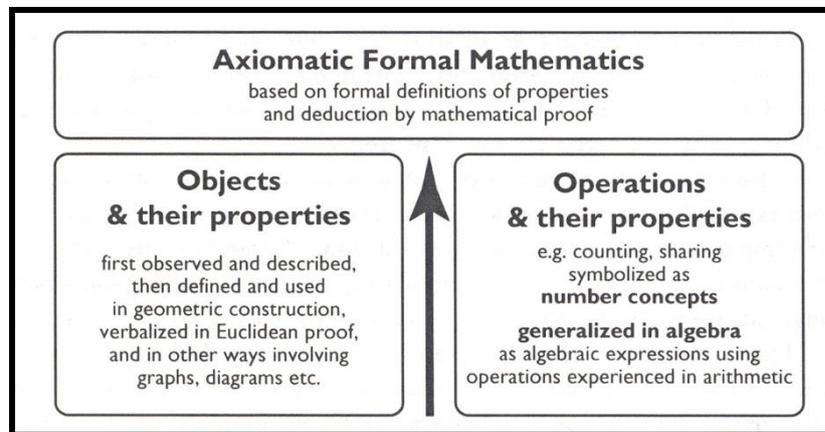 Axiomatic Formal Mathematics
based on formal definitions of properties
and deduction by mathematical proof
Objects
& their properties
first observed and described,
then defined and used
in geometric construction,
verbalized in Euclidean proof,
and in other ways involving
graphs, diagrams etc.
Operations
& their properties
e.g. counting, sharing
symbolized as
number concepts
generalized in algebra
as algebraic expressions using
operations experienced in arithmetic